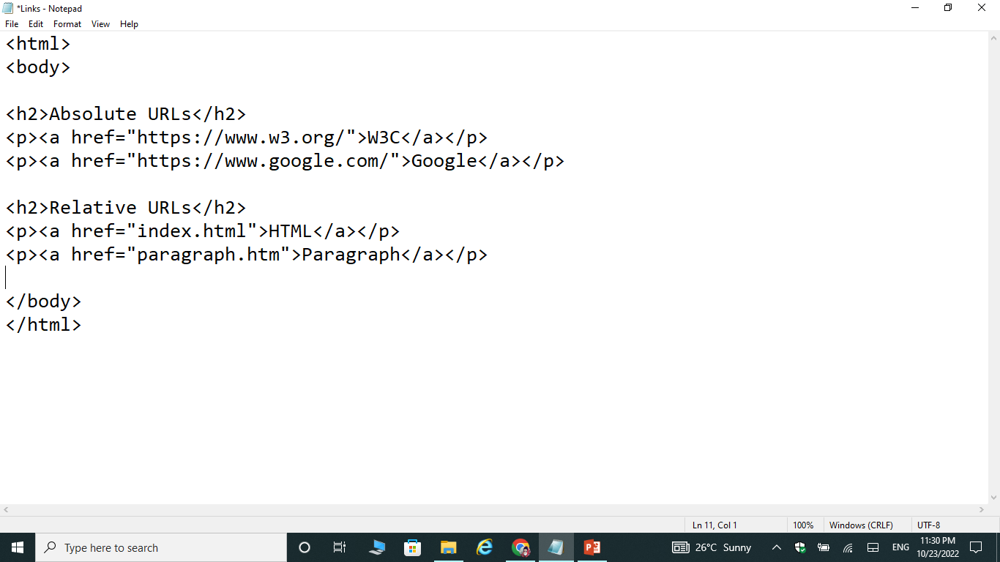 *Links - Notepad
File Edit Format View Help
<html>
<body>
<h2>Absolute URLs</h2>
<p><a href="https://www.w3.org/">W3C</a></p>
<p><a href="https://www.google.com/">Google</a></p>
<h2>Relative URLs</h2>
<p><a href="index.html">HTML</a></p>
<p><a href="paragraph.htm">Paragraph</a></p>
</body>
</html>
Ln 11, Col 1 100% Windows (CRLF) UTF-8
Type here to search 26°C Sunny ENG 11:30 PM
10/23/2022